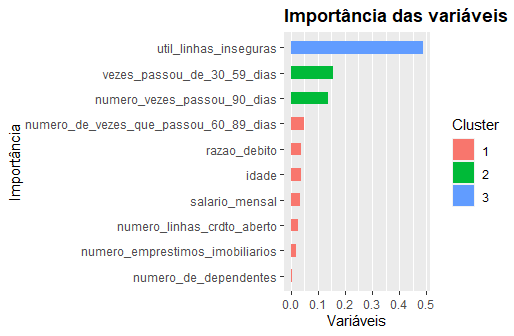 Importância das variáveis
Importância
util_linhas_inseguras
vezes_passou_de_30_59_dias
numero_vezes_passou_90_dias
numero_de_vezes_que_passou_60_89_dias
razao_debito
idade
salario_mensal
numero_linhas_crdto_aberto
numero_emprestimos_imobiliarios
numero_de_dependentes
0.0 0.1 0.2 0.3 0.4 0.5
Variáveis
Cluster
1
2
3